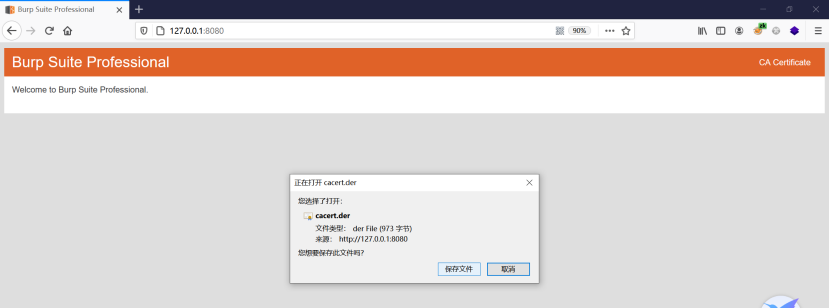 Burp Suite Professional
127.0.0.1:8080
90%
Burp Suite Professional
CA Certificate
Welcome to Burp Suite Professional.
正在打开 cacert.der
您选择了打开：
cacert.der
文件类型： der File (973 字节)
来源： http://127.0.0.1:8080
您想要保存此文件吗？
保存文件
取消